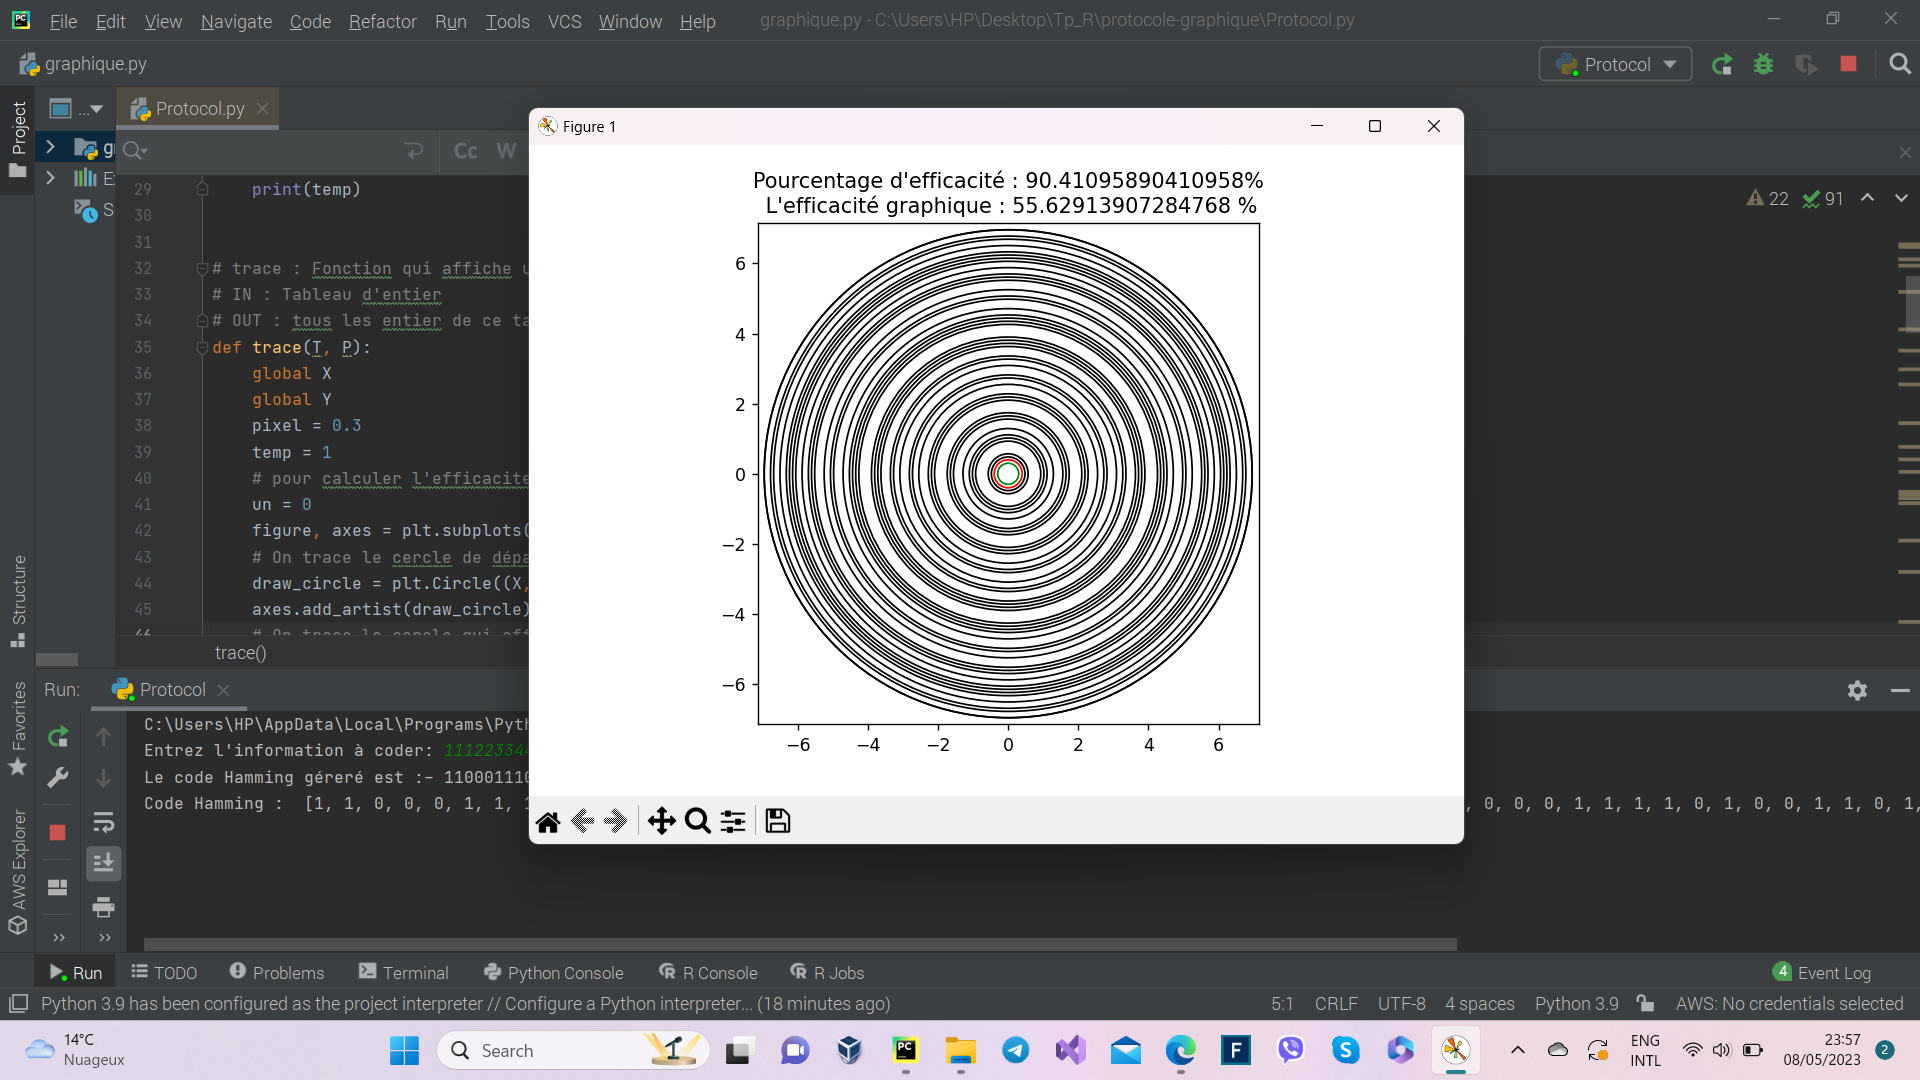 File Edit View Navigate Code Refactor Run Tools VCS Window Help graphique.py - C:\Users\HP\Desktop\Tp_R\protocole-graphique\Protocol.py
graphique.py
Protocol
Project
...
Protocol.py
Cc W
29 print(temp)
30
31
32 # trace : Fonction qui affiche
33 # IN : Tableau d'entier
34 # OUT : tous les entier de ce
35 def trace(T, P):
36 global X
37 global Y
38 pixel = 0.3
39 temp = 1
40 # pour calculer l'efficacite
41 un = 0
42 figure, axes = plt.subplots(
43 # On trace le cercle de
44 draw_circle = plt.Circle((X,
45 axes.add_artist(draw_circle)
trace()
22 91
Figure 1
Pourcentage d'efficacité : 90.41095890410958%
L'efficacité graphique : 55.62913907284768 %
6
4
2
0
−2
−4
−6
−6 −4 −2 0 2 4 6
Structure
Favorites
AWS Explorer
Run: Protocol
C:\Users\HP\AppData\Local\Programs\Pyth
Entrez l'information à coder: 111223344
Le code Hamming géreré est :- 110001110
Code Hamming : [1, 1, 0, 0, 0, 1, 1, , 0, 0, 0, 1, 1, 1, 1, 0, 1, 0, 0, 1, 1, 0, 1,
Run TODO Problems Terminal Python Console R Console R Jobs 4 Event Log
Python 3.9 has been configured as the project interpreter // Configure a Python interpreter... (18 minutes ago) 5:1 CRLF UTF-8 4 spaces Python 3.9 AWS: No credentials selected
14°C
Nuageux
Search
ENG
INTL
23:57
08/05/2023
2